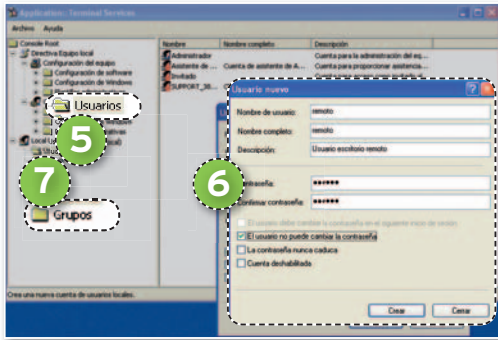 Application - Terminal Services
Archivo Ayuda
Console Root
Directiva Equipo local
Configuración del equipo
Configuración de software
Configuración de Windows
Usuarios
5
7
Grupos
Nombre Nombre completo Descripción
Administrador Cuenta para la administración del eq...
Asistente de ... Cuenta de asistente de A... Cuenta para proporcionar asistencia...
Invitado
SUPPORT_38...
Usuario nuevo
Nombre de usuario: remoto
Nombre completo: remoto
Descripción: Usuario escritorio remoto
6
Contraseña: ●●●●●●
Confirmar contraseña: ●●●●●●
El usuario debe cambiar la contraseña en el siguiente inicio de sesión
El usuario no puede cambiar la contraseña
La contraseña nunca caduca
Cuenta deshabilitada
Crear Cerrar
Crea una nueva cuenta de usuarios locales.